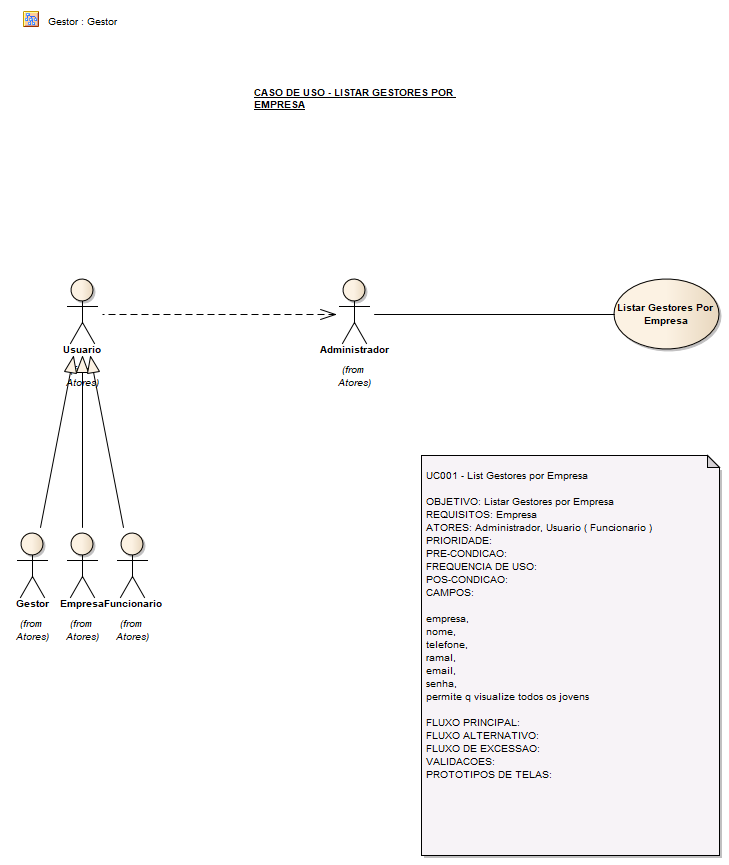 Gestor : Gestor
CASO DE USO - LISTAR GESTORES POR
EMPRESA
Listar Gestores Por
Empresa
Usuario
Atores)
Administrador
(from
Atores)
UC001 - List Gestores por Empresa
OBJETIVO: Listar Gestores por Empresa
REQUISITOS: Empresa
ATORES: Administrador, Usuario ( Funcionario )
PRIORIDADE:
PRE-CONDICAO:
FREQUENCIA DE USO:
POS-CONDICAO:
CAMPOS:
empresa,
nome,
telefone,
ramal,
email,
senha,
permite q visualize todos os jovens
FLUXO PRINCIPAL:
FLUXO ALTERNATIVO:
FLUXO DE EXCESSAO:
VALIDACOES:
PROTOTIPOS DE TELAS:
Gestor
(from
Atores)
Empresa
(from
Atores)
Funcionario
(from
Atores)